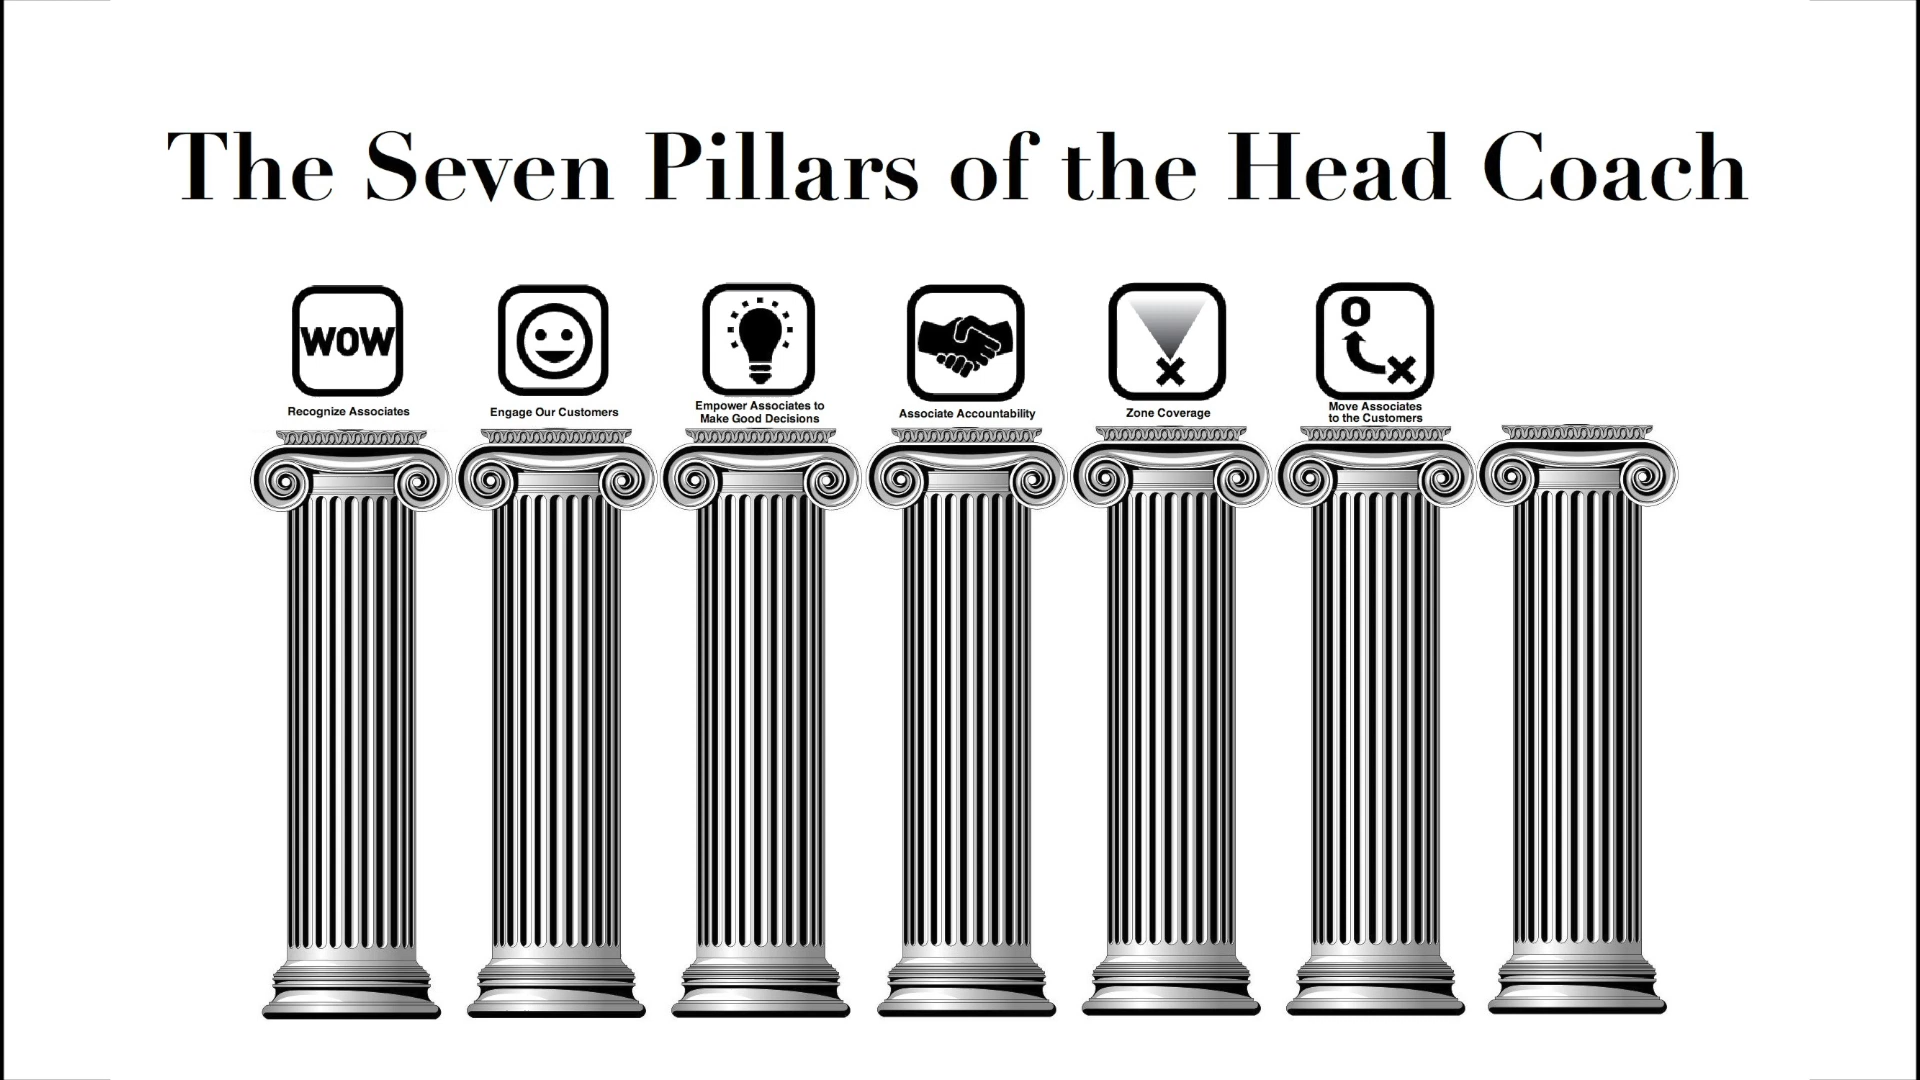 The Seven Pillars of the Head Coach
WOW
Recognize Associates
Engage Our Customers
Empower Associates to
Make Good Decisions
Associate Accountability
X
Zone Coverage
O
X
Move Associates
to the Customers